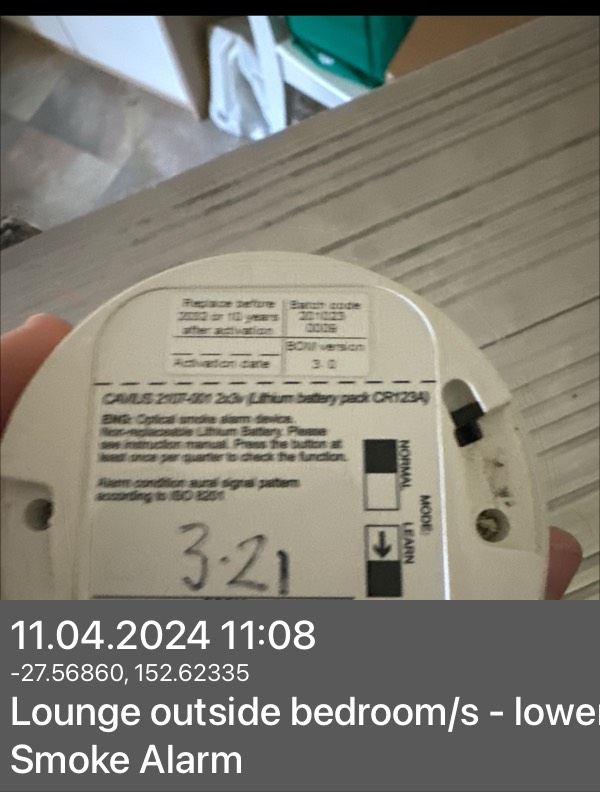 Replace before
2032 or 10 years
after activation
Activation date
Batch code
201023
0009
BOM version
3.0
CAVIUS 2107-001 2x3v (Lithium battery pack CR123A)
ENG: Optical smoke alarm device.
Non-replaceable Lithium Battery. Please
see instruction manual. Press the button at
least once per quarter to check the function.
Alarm condition aural signal pattern
according to ISO 8201
NORMAL
MODE:
LEARN
3.21
11.04.2024 11:08
-27.56860, 152.62335
Lounge outside bedroom/s - lower
Smoke Alarm